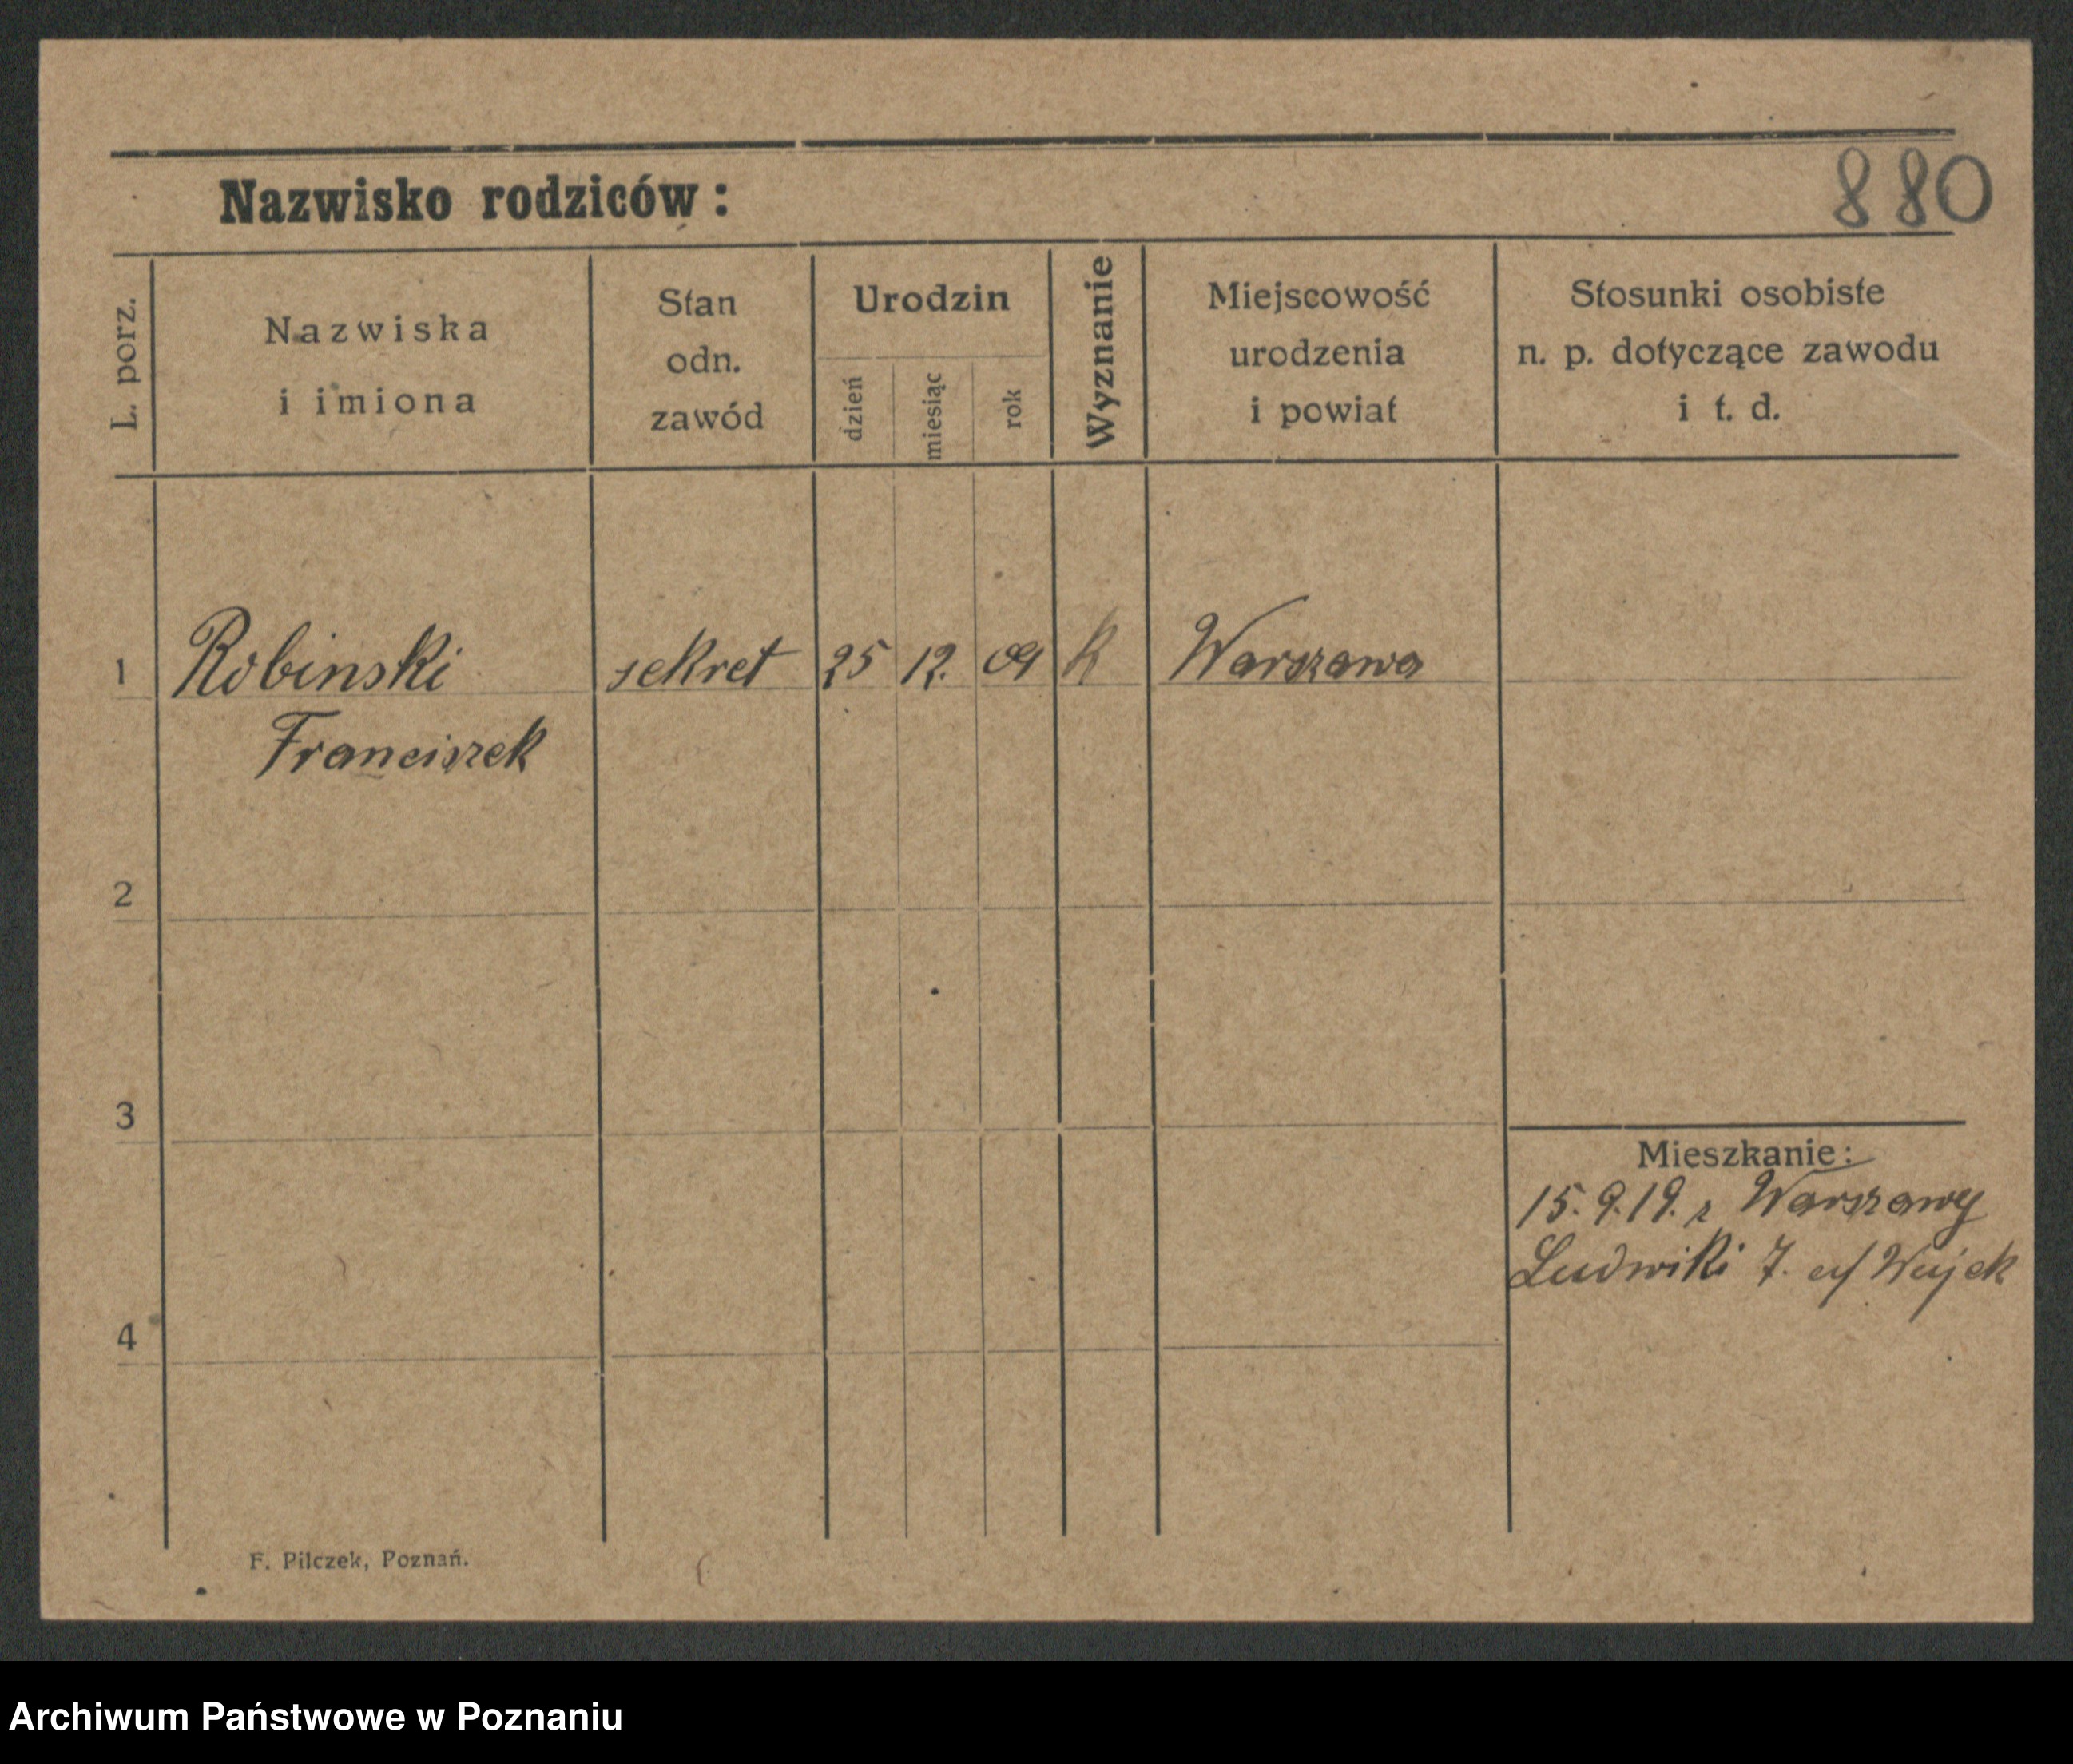 880
Nazwisko rodziców:
L. porz.
Nazwiska
i imiona
Stan
odn.
zawód
Urodzin
dzień
miesiąc
rok
Wyznanie
Miejscowość
urodzenia
i powiat
Stosunki osobiste
n. p. dotyczące zawodu
i t. d.
1 Robinski sekret 25 12. 09 K Warszawa
Franciszek
2
3
Mieszkanie:
15.9.19. z Warszawy
Ludwiki 7. Wujek
4
F. Pilczek, Poznań.
Archiwum Państwowe w Poznaniu